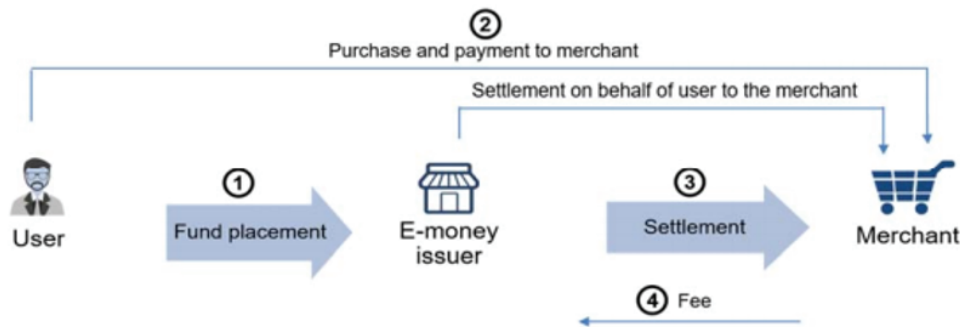 ②
Purchase and payment to merchant
Settlement on behalf of user to the merchant
①
Fund placement
③
Settlement
User
E-money
issuer
Merchant
④ Fee